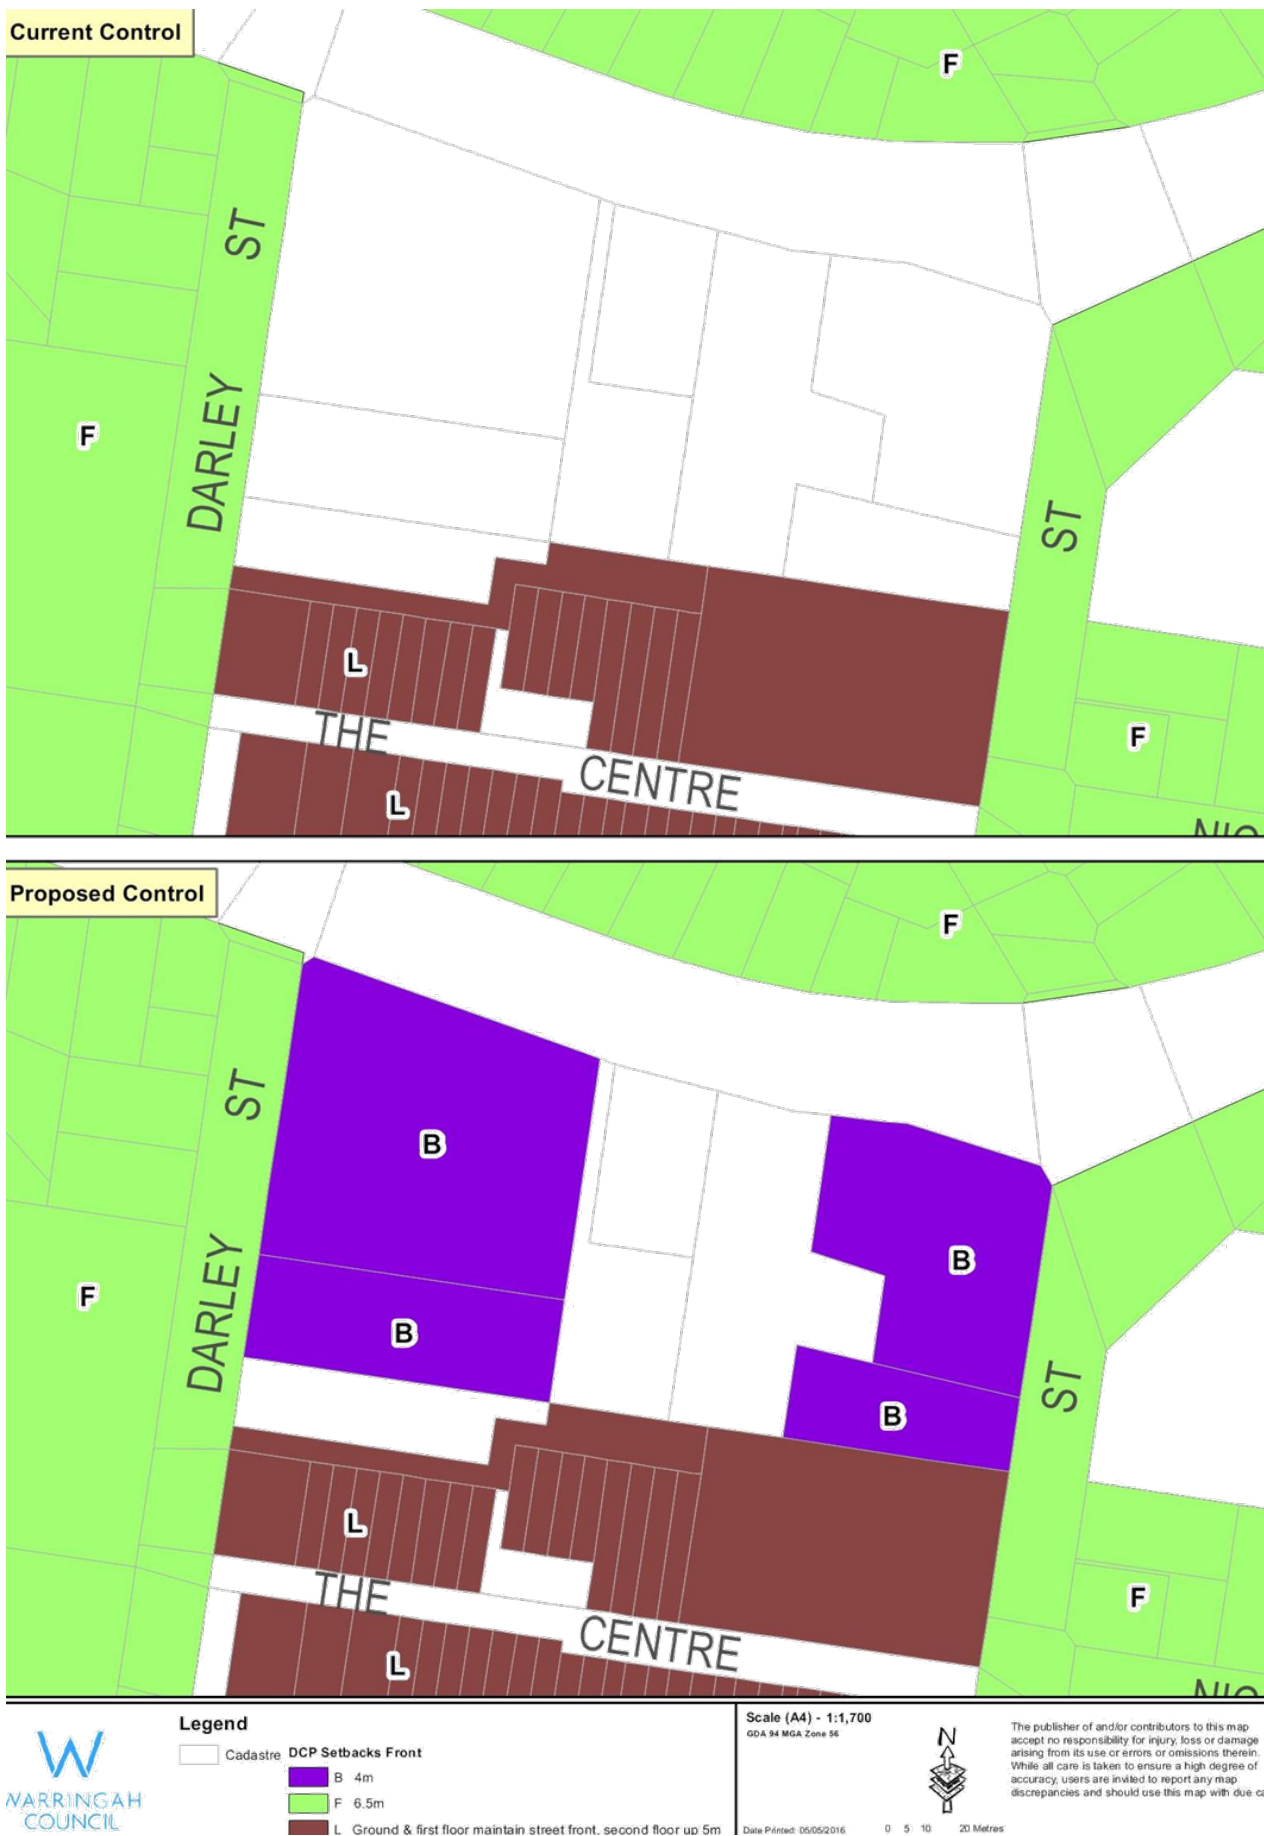 Current Control
F
ST
DARLEY
F
ST
L
THE
CENTRE
F
L
Proposed Control
F
ST
B
B
DARLEY
F
B
ST
B
L
THE
CENTRE
F
L
WARRINGAH
COUNCIL
Legend
Cadastre
DCP Setbacks Front
B 4m
F 6.5m
L Ground & first floor maintain street front, second floor up 5m
Scale (A4) - 1:1,700
GDA 94 MGA Zone 56
N
Date Printed: 05/05/2016
0 5 10 20 Metres
The publisher of and/or contributors to this map
accept no responsibility for injury, loss or damage
arising from its use or errors or omissions therein.
While all care is taken to ensure a high degree of
accuracy, users are invited to report any map
discrepancies and should use this map with due ca